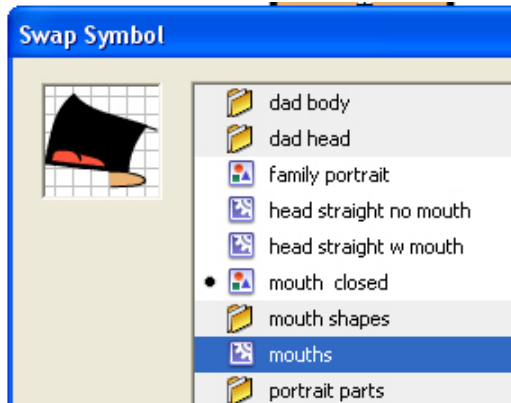 Swap Symbol
dad body
dad head
family portrait
head straight no mouth
head straight w mouth
mouth closed
mouth shapes
mouths
portrait parts